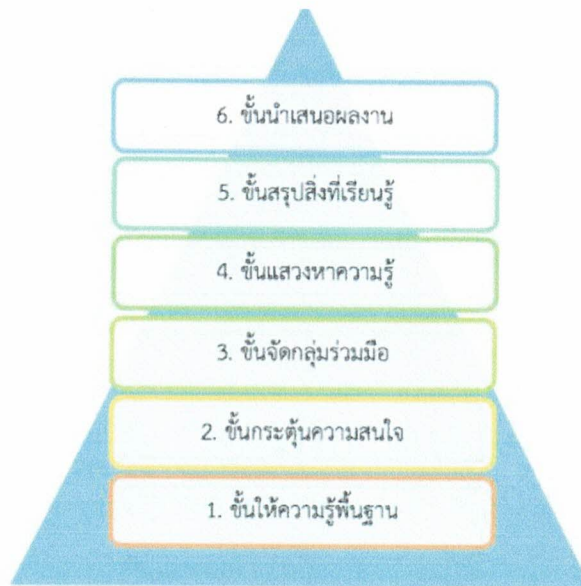 6. ขั้นนำเสนอผลงาน
5. ขั้นสรุปสิ่งที่เรียนรู้
4. ขั้นแสวงหาความรู้
3. ขั้นจัดกลุ่มร่วมมือ
2. ขั้นกระตุ้นความสนใจ
1. ขั้นให้ความรู้พื้นฐาน